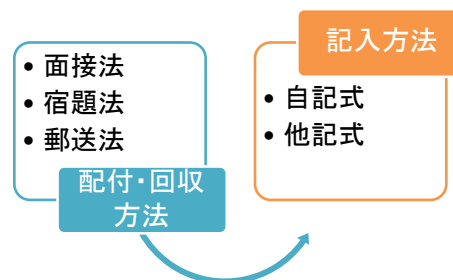 • 面接法
• 宿題法
• 郵送法
配付・回収
方法
記入方法
• 自記式
• 他記式